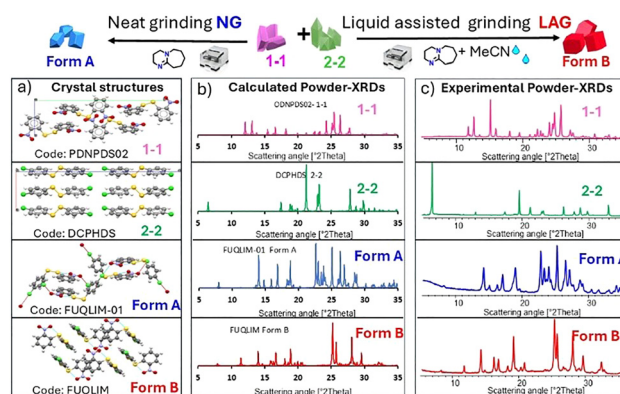 Neat grinding NG
Liquid assisted grinding LAG
+ MeCN
Form A
1-1
+
2-2
Form B
a) Crystal structures
Code: PDNPDS02 1-1
Code: DCPHDS 2-2
Code: FUQLIM-01 Form A
Code: FUQLIM Form B
b) Calculated Powder-XRDs
ODNPDS02- 1-1
1-1
5 10 15 20 25 30 35
Scattering angle [°2Theta]
DCPHDS 2-2
2-2
5 10 15 20 25 30 35
Scattering angle [°2Theta]
FUQLIM-01 Form A
Form A
5 10 15 20 25 30 35
Scattering angle [°2Theta]
FUQLIM Form B
Form B
5 10 15 20 25 30 35
Scattering angle [°2Theta]
c) Experimental Powder-XRDs
1-1
10 20 30
Scattering angle [°2Theta]
2-2
10 20 30
Scattering angle [°2Theta]
Form A
10 20 30
Scattering angle [°2Theta]
Form B
10 20 30
Scattering angle [°2Theta]